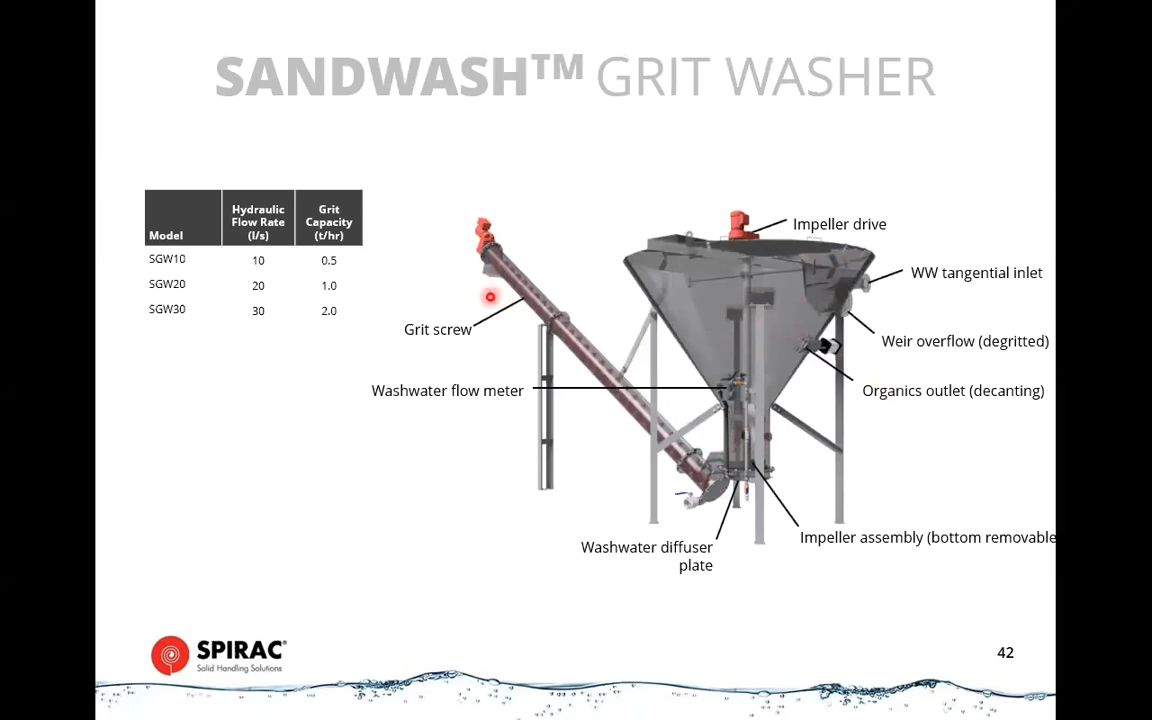 SANDWASH™ GRIT WASHER
Model
Hydraulic
Flow Rate
(l/s)
Grit
Capacity
(t/hr)
SGW10 10 0.5
SGW20 20 1.0
SGW30 30 2.0
Impeller drive
WW tangential inlet
Grit screw
Weir overflow (degritted)
Washwater flow meter
Organics outlet (decanting)
Impeller assembly (bottom removable
Washwater diffuser
plate
SPIRAC®
Solid Handling Solutions
42